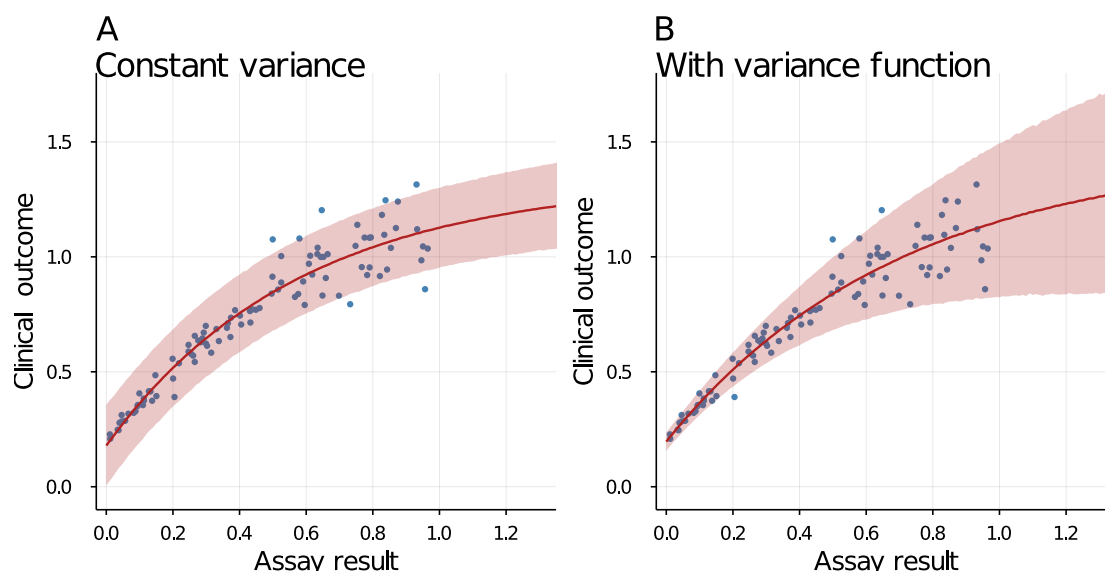 A
Constant variance
1.5
1.0
0.5
0.0
Clinical outcome
0.0 0.2 0.4 0.6 0.8 1.0 1.2
Assay result
B
With variance function
1.5
1.0
0.5
0.0
Clinical outcome
0.0 0.2 0.4 0.6 0.8 1.0 1.2
Assay result